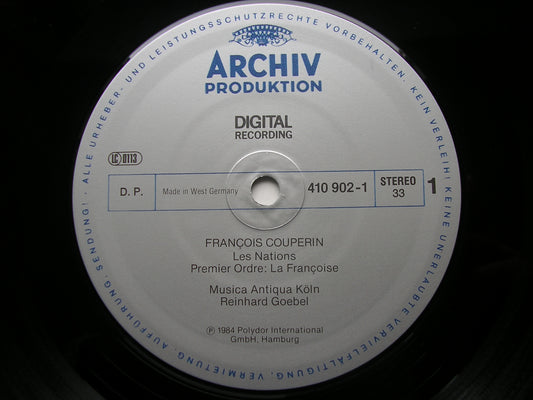 · ALLE URHEBER- UND LEISTUNGSSCHUTZRECHTE VORBEHALTEN. KEIN VERLEIH! KEINE UNERLAUBTE VERVIELFÄLTIGUNG, VERMIETUNG, AUFFÜHRUNG, SENDUNG! ·
ARCHIV
PRODUKTION
DIGITAL
RECORDING
LC 0113
D. P.
Made in West Germany
410 902-1
STEREO
33
1
FRANÇOIS COUPERIN
Les Nations
Premier Ordre: La Françoise
Musica Antiqua Köln
Reinhard Goebel
℗ 1984 Polydor International
GmbH, Hamburg